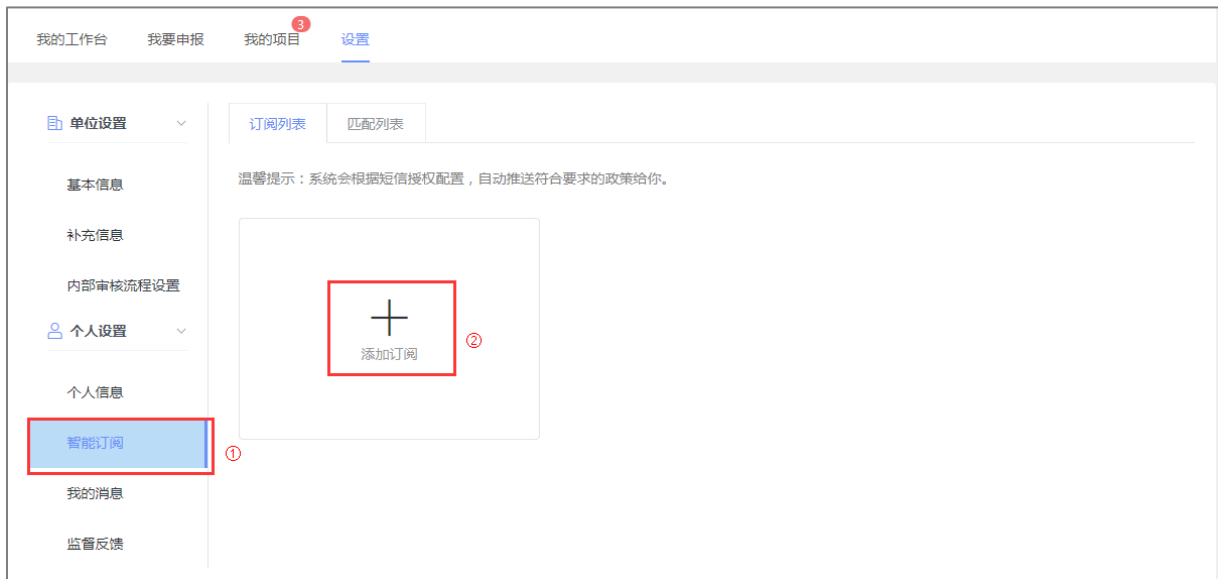 3
我的工作台 我要申报 我的项目 设置
单位设置
订阅列表 匹配列表
温馨提示：系统会根据短信授权配置，自动推送符合要求的政策给你。
基本信息
补充信息
内部审核流程设置
个人设置
添加订阅
②
个人信息
智能订阅
①
我的消息
监督反馈